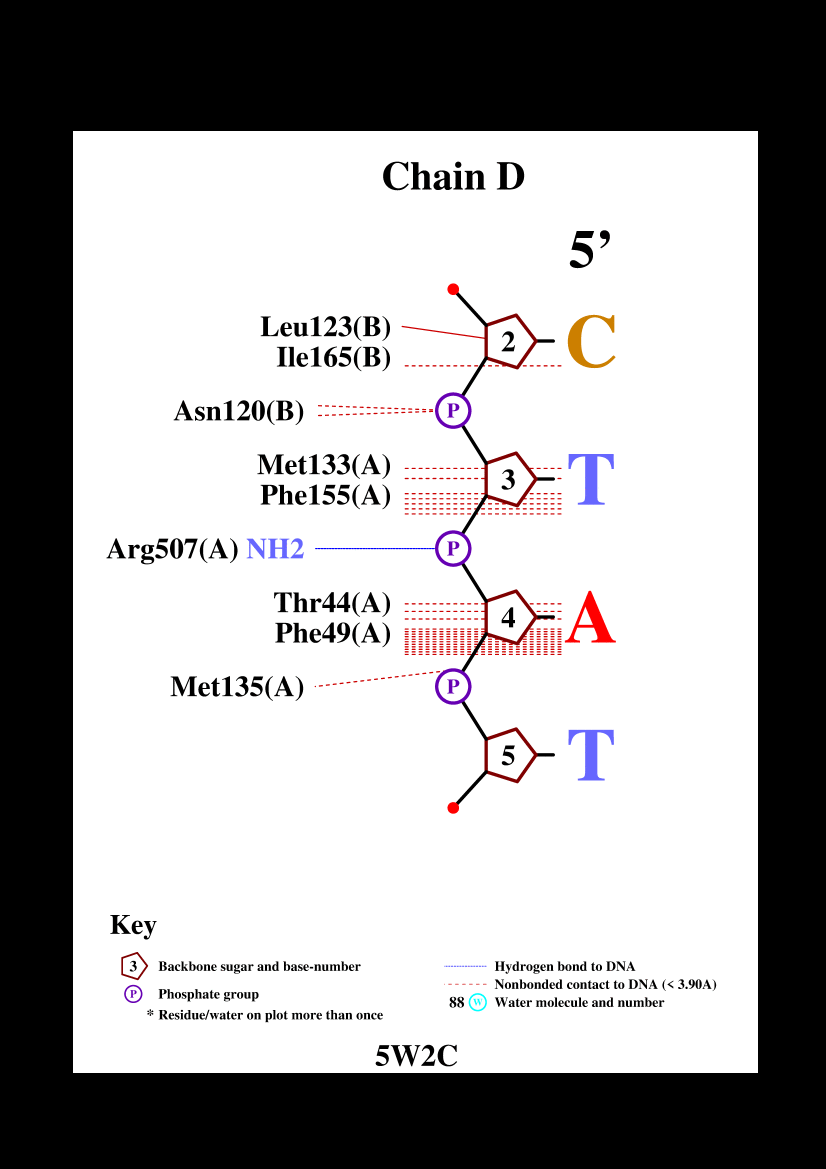 Chain D
5’
Leu123(B)
2
C
Ile165(B)
Asn120(B)
P
Met133(A)
3
T
Phe155(A)
Arg507(A) NH2
P
Thr44(A)
4
A
Phe49(A)
Met135(A)
P
5
T
Key
3 Backbone sugar and base-number
P Phosphate group
* Residue/water on plot more than once
Hydrogen bond to DNA
Nonbonded contact to DNA (< 3.90A)
88 W Water molecule and number
5W2C